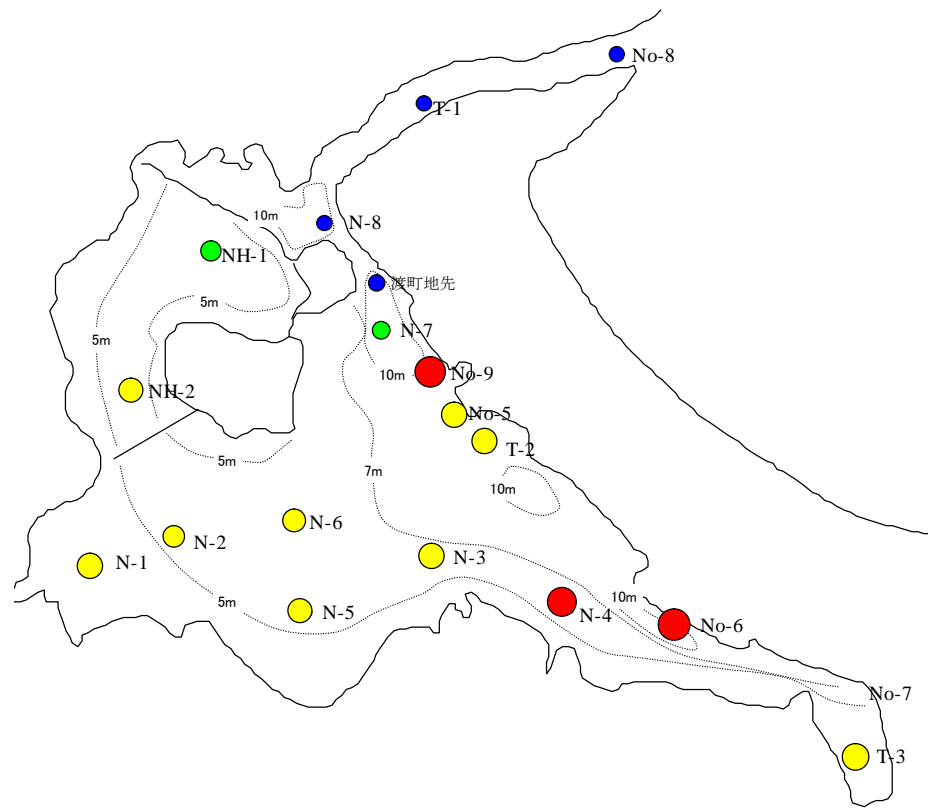 No-8
T-1
10m
N-8
NH-1
渡町地先
5m
N-7
5m
10m
No-9
NH-2
No-5
T-2
5m
7m
10m
N-6
N-2
N-3
N-1
10m
5m
N-5
N-4
No-6
No-7
T-3